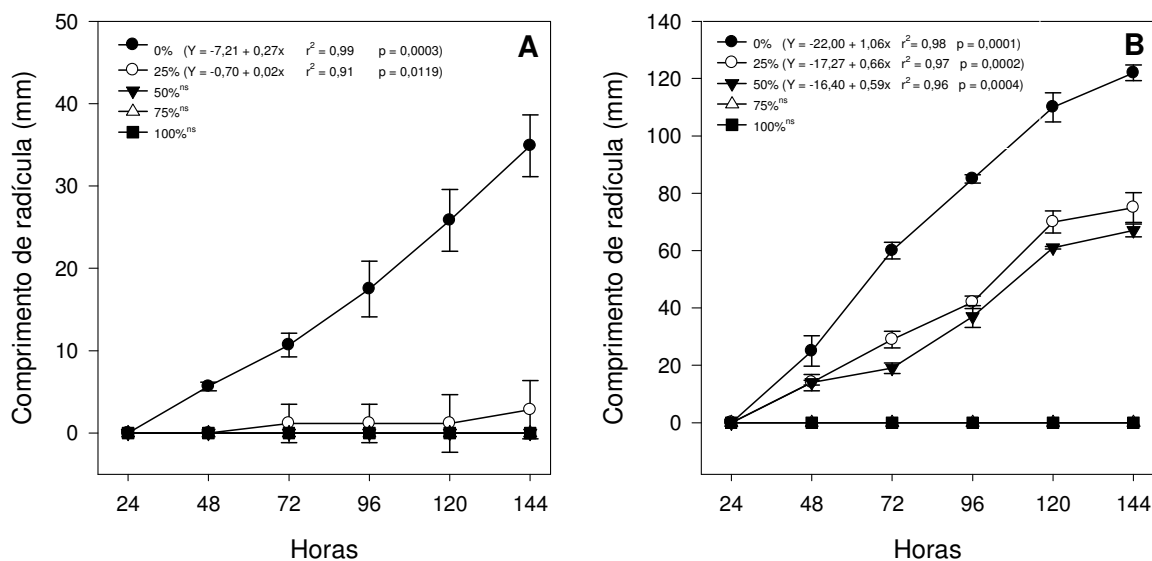 A
0% (Y = -7,21 + 0,27x r² = 0,99 p = 0,0003)
25% (Y = -0,70 + 0,02x r² = 0,91 p = 0,0119)
50%ns
75%ns
100%ns
Comprimento de radícula (mm)
50
40
30
20
10
0
24 48 72 96 120 144
Horas
B
0% (Y = -22,00 + 1,06x r² = 0,98 p = 0,0001)
25% (Y = -17,27 + 0,66x r² = 0,97 p = 0,0002)
50% (Y = -16,40 + 0,59x r² = 0,96 p = 0,0004)
75%ns
100%ns
Comprimento de radícula (mm)
140
120
100
80
60
40
20
0
24 48 72 96 120 144
Horas